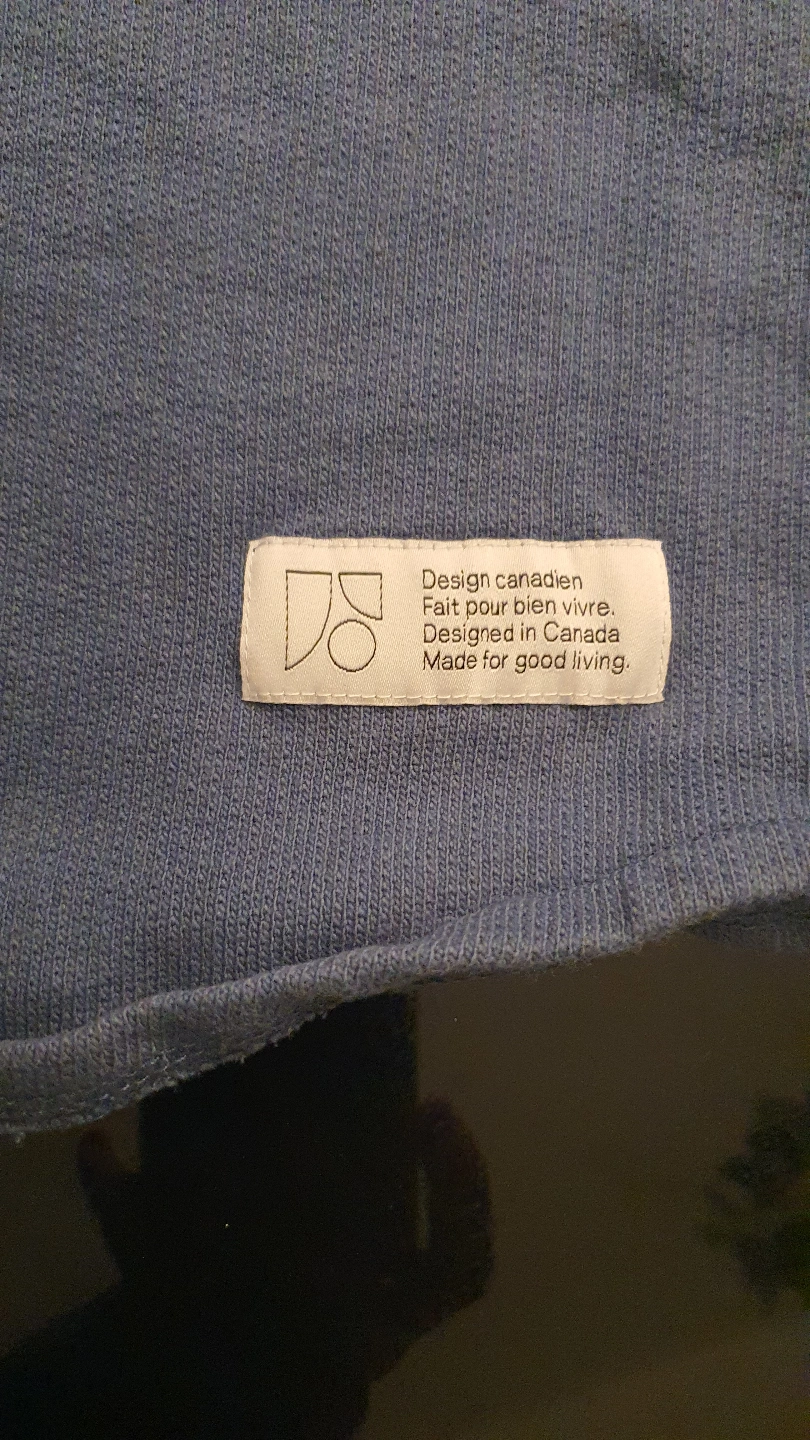 Design canadien
Fait pour bien vivre.
Designed in Canada
Made for good living.